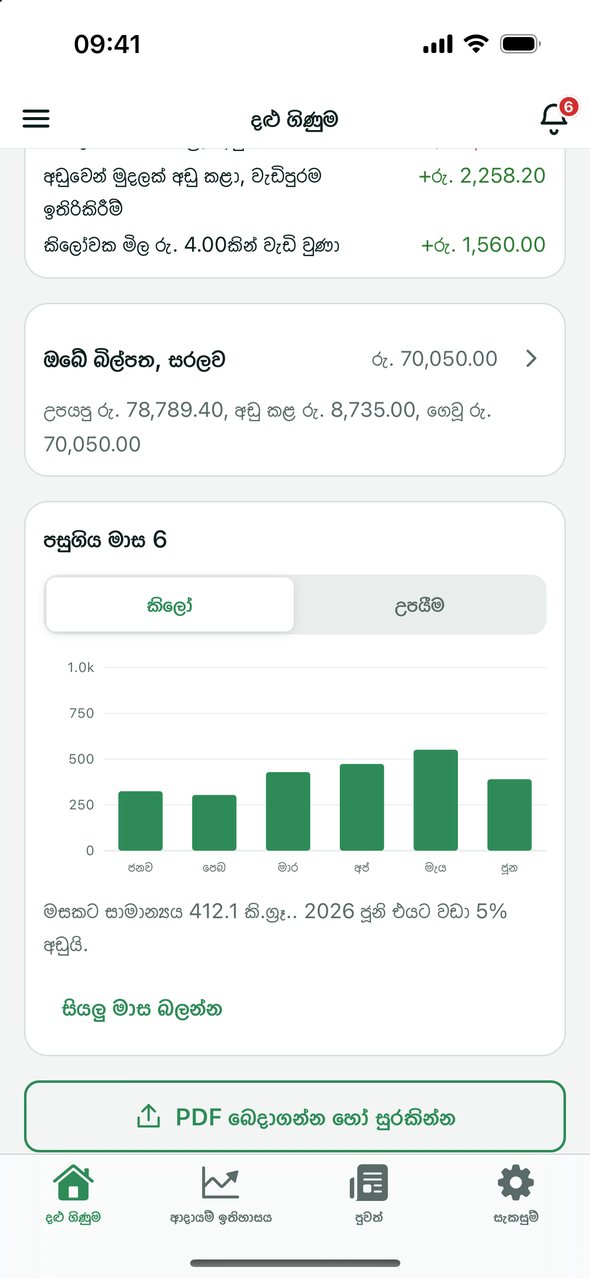 09:41
දළු ගිණුම
6
අඩුවෙන් මුදලක් අඩු කළා, වැඩිපුරම +රු. 2,258.20
ඉතිරිකිරීම්
කිලෝවක මිල රු. 4.00කින් වැඩි වුණා +රු. 1,560.00
ඔබේ බිල්පත, සරලව රු. 70,050.00
උපයපු රු. 78,789.40, අඩු කළ රු. 8,735.00, ගෙවූ රු.
70,050.00
පසුගිය මාස 6
කිලෝ උපයීම
1.0k
750
500
250
0
ජනව පෙබ මාර අප් මැය ජූන
මසකට සාමාන්‍යය 412.1 කි.ග්‍රෑ.. 2026 ජූනි එයට වඩා 5%
අඩුයි.
සියලු මාස බලන්න
PDF බෙදාගන්න හෝ සුරකින්න
දළු ගිණුම ආදායම් ඉතිහාසය පුවත් සැකසුම්